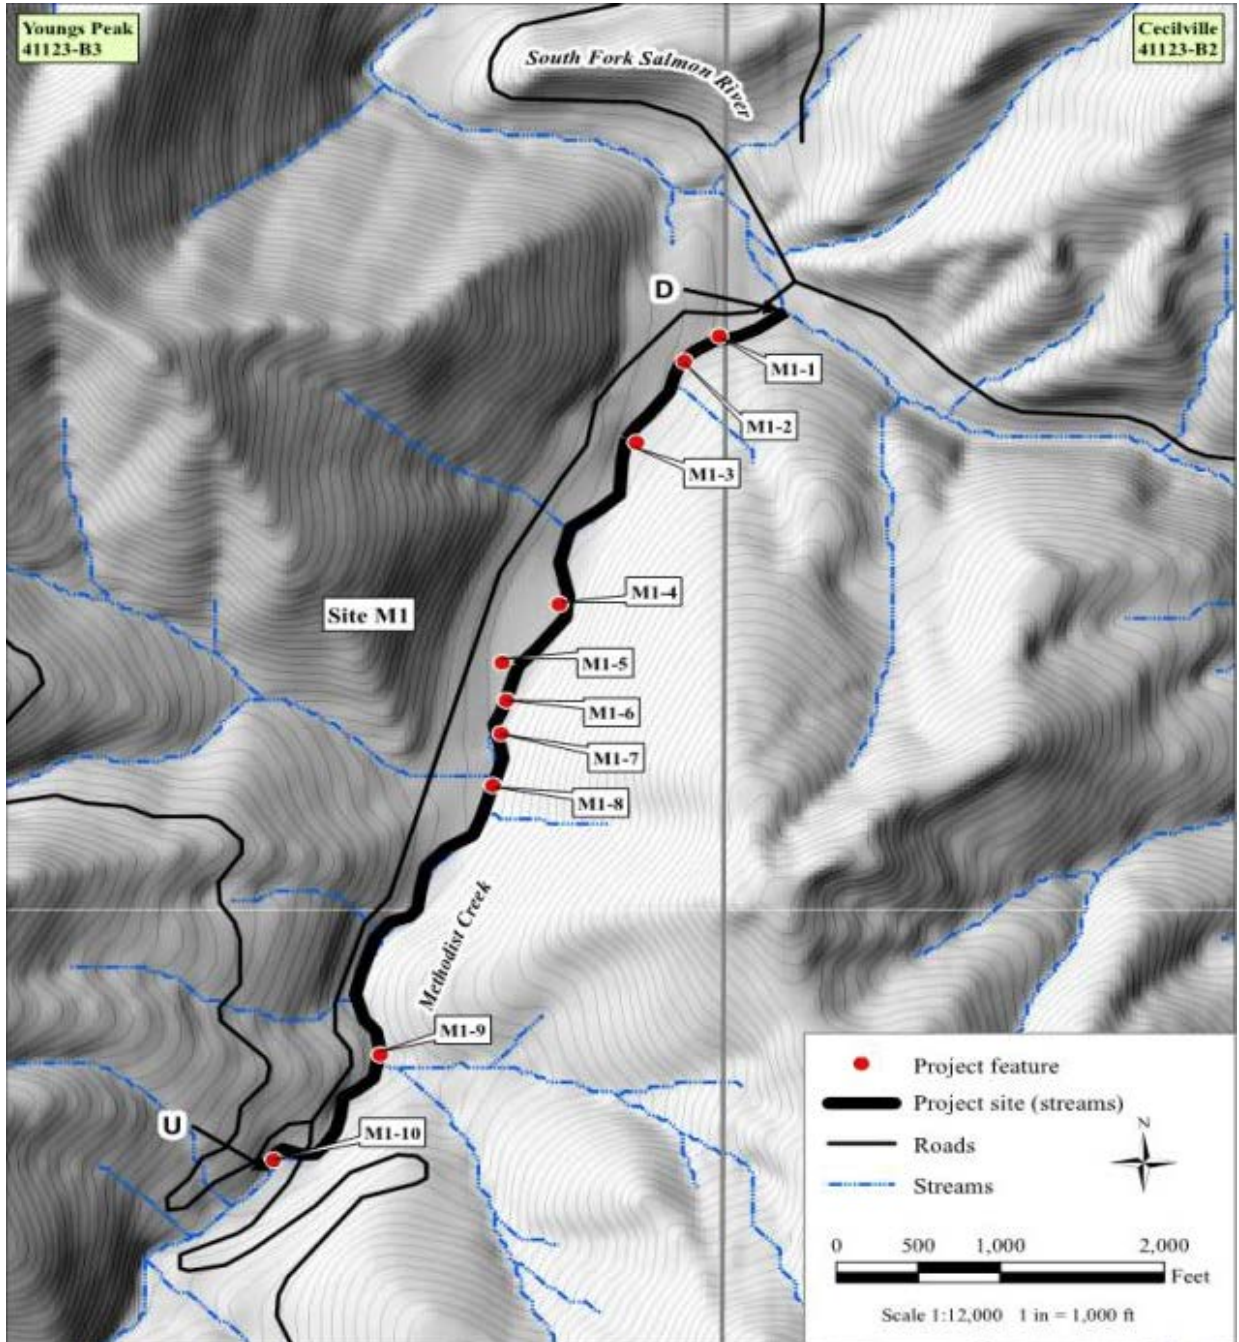 Youngs Peak
41123-B3
Cecilville
41123-B2
South Fork Salmon River
D
M1-1
M1-2
M1-3
M1-4
Site M1
M1-5
M1-6
M1-7
M1-8
Methodist Creek
M1-9
U
M1-10
Project feature
Project site (streams)
Roads
Streams
N
0 500 1,000 2,000
Feet
Scale 1:12,000 1 in = 1,000 ft